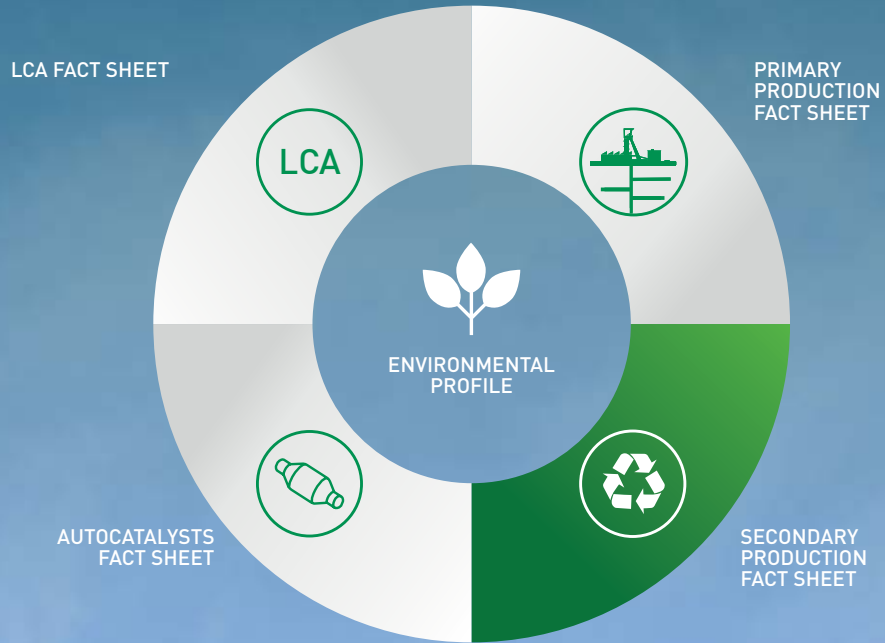 LCA FACT SHEET
PRIMARY
PRODUCTION
FACT SHEET
LCA
ENVIRONMENTAL
PROFILE
AUTOCATALYSTS
FACT SHEET
SECONDARY
PRODUCTION
FACT SHEET